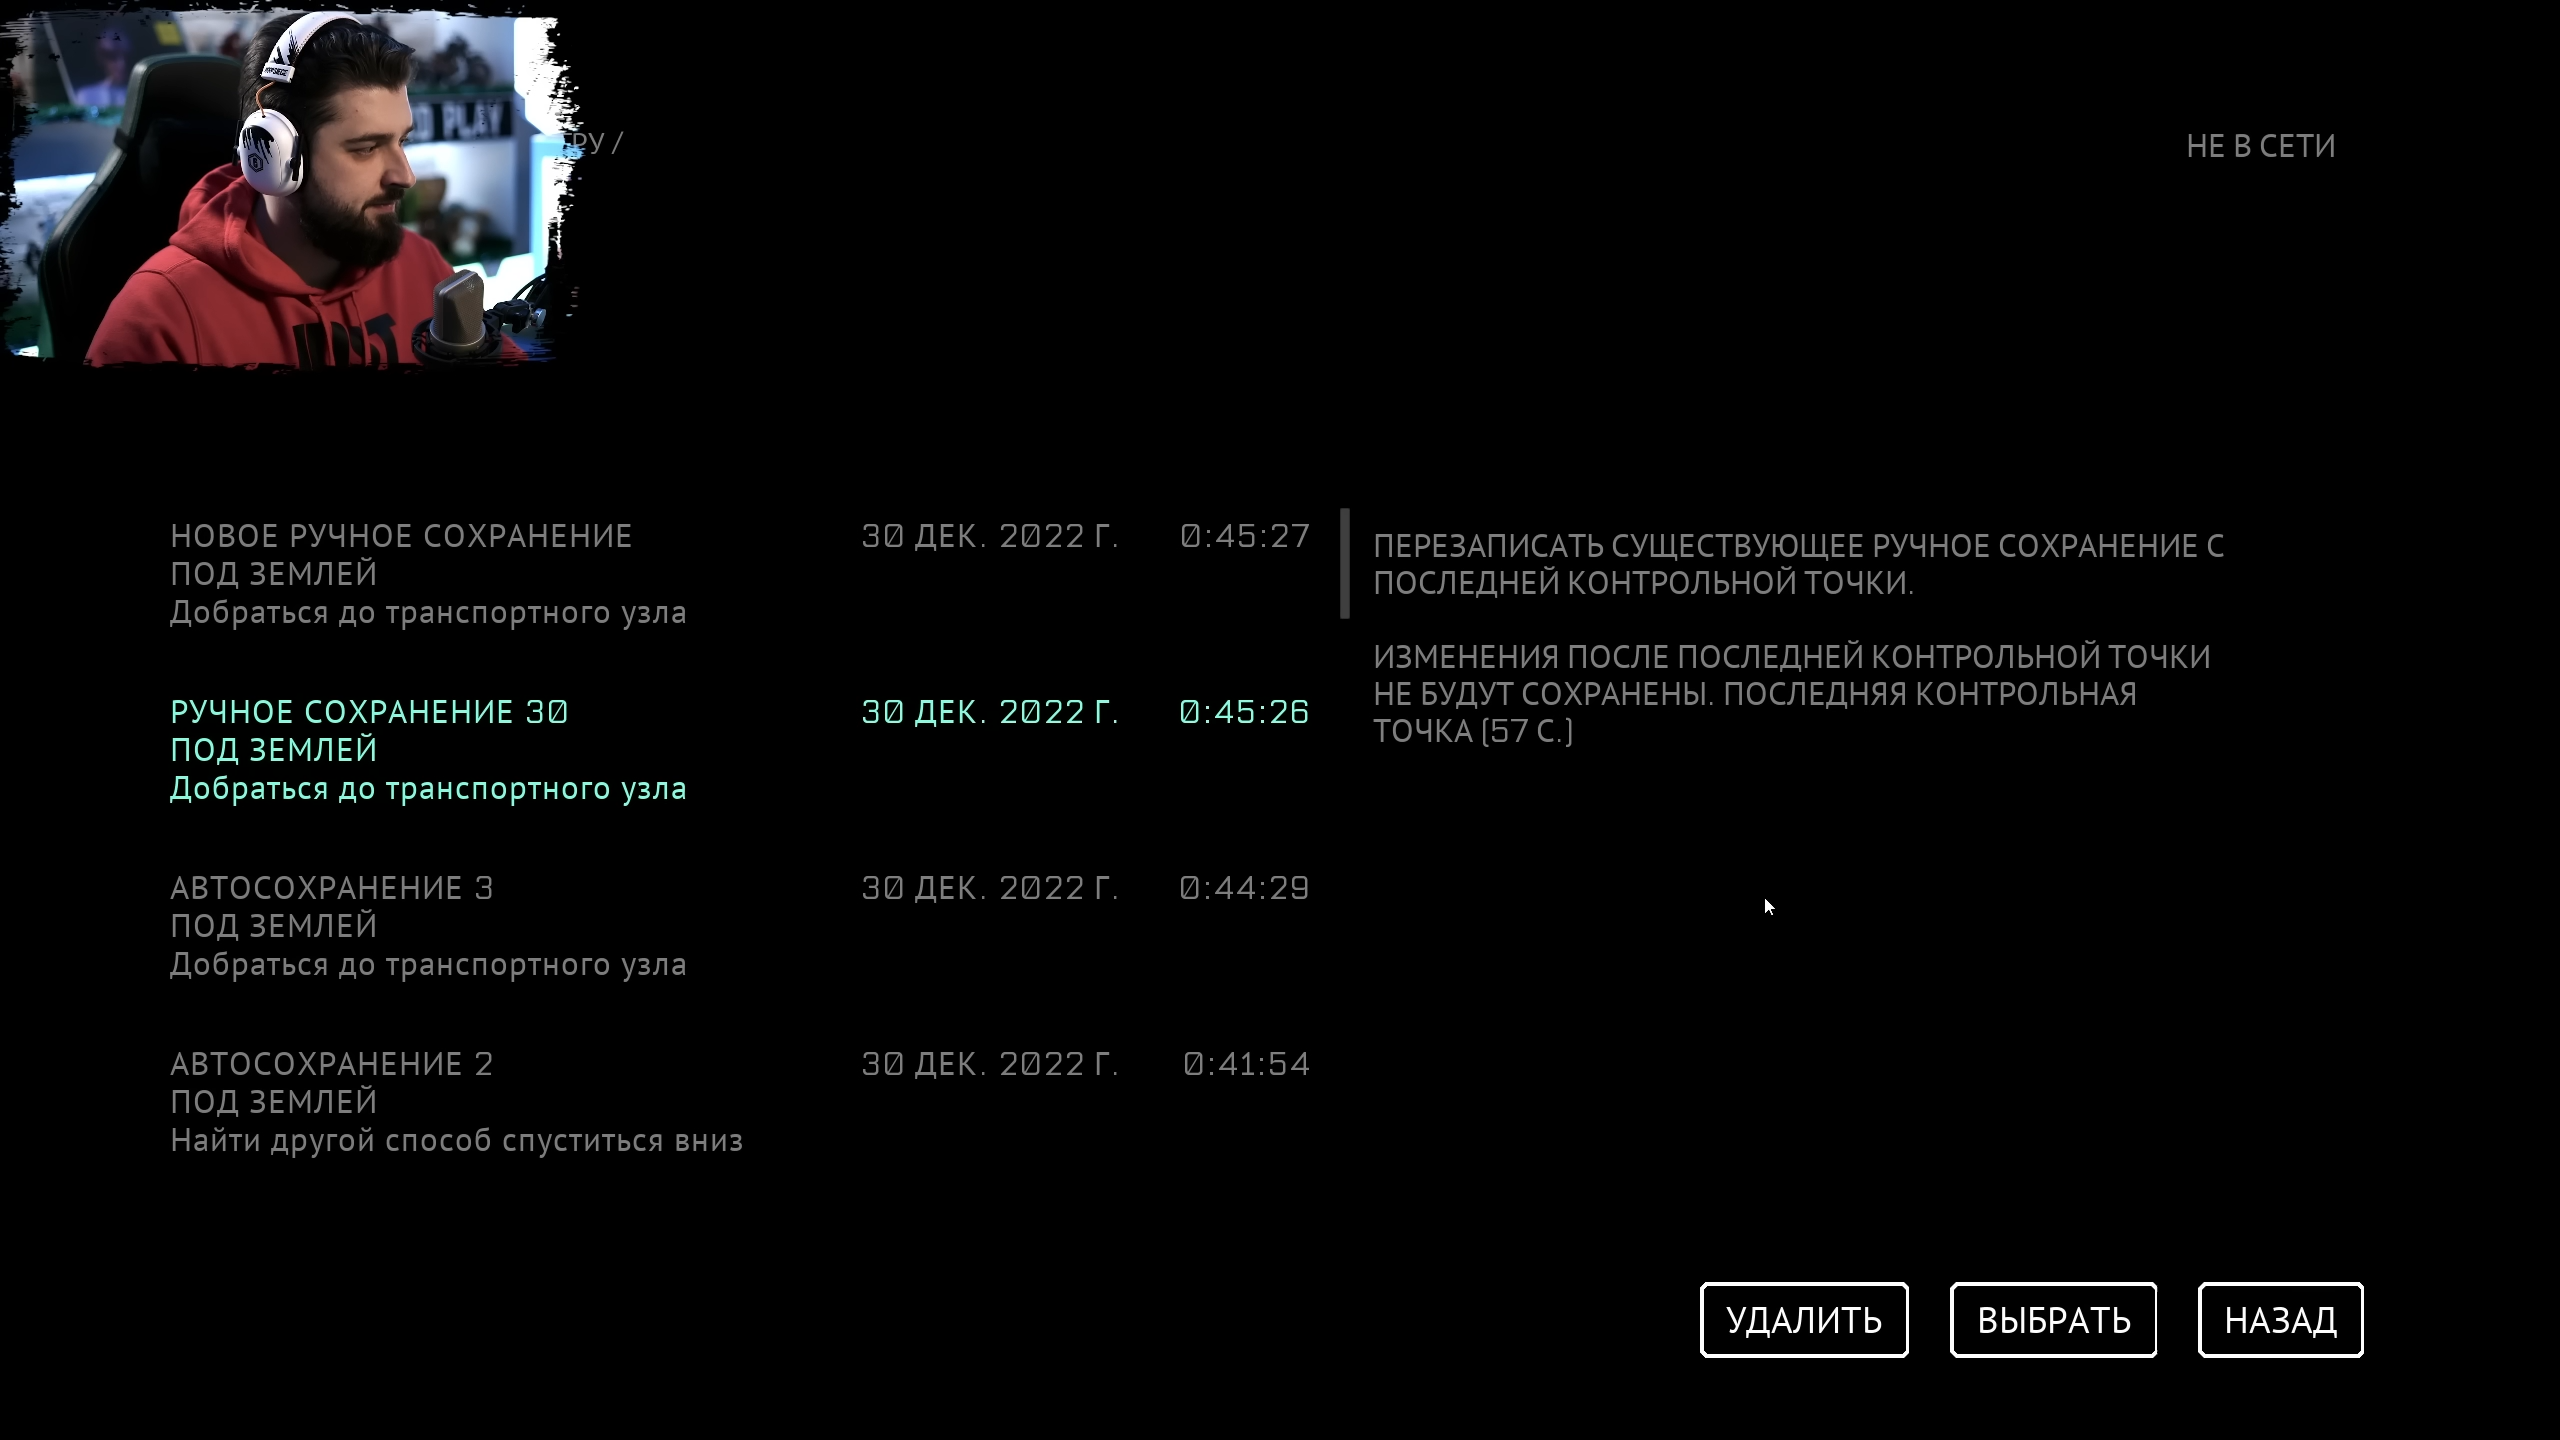 PLAY
РУ /
НЕ В СЕТИ
НОВОЕ РУЧНОЕ СОХРАНЕНИЕ 30 ДЕК. 2022 Г. 0:45:27
ПОД ЗЕМЛЕЙ
Добраться до транспортного узла
РУЧНОЕ СОХРАНЕНИЕ 30 30 ДЕК. 2022 Г. 0:45:26
ПОД ЗЕМЛЕЙ
Добраться до транспортного узла
АВТОСОХРАНЕНИЕ 3 30 ДЕК. 2022 Г. 0:44:29
ПОД ЗЕМЛЕЙ
Добраться до транспортного узла
АВТОСОХРАНЕНИЕ 2 30 ДЕК. 2022 Г. 0:41:54
ПОД ЗЕМЛЕЙ
Найти другой способ спуститься вниз
ПЕРЕЗАПИСАТЬ СУЩЕСТВУЮЩЕЕ РУЧНОЕ СОХРАНЕНИЕ С
ПОСЛЕДНЕЙ КОНТРОЛЬНОЙ ТОЧКИ.
ИЗМЕНЕНИЯ ПОСЛЕ ПОСЛЕДНЕЙ КОНТРОЛЬНОЙ ТОЧКИ
НЕ БУДУТ СОХРАНЕНЫ. ПОСЛЕДНЯЯ КОНТРОЛЬНАЯ
ТОЧКА (57 С.)
УДАЛИТЬ ВЫБРАТЬ НАЗАД